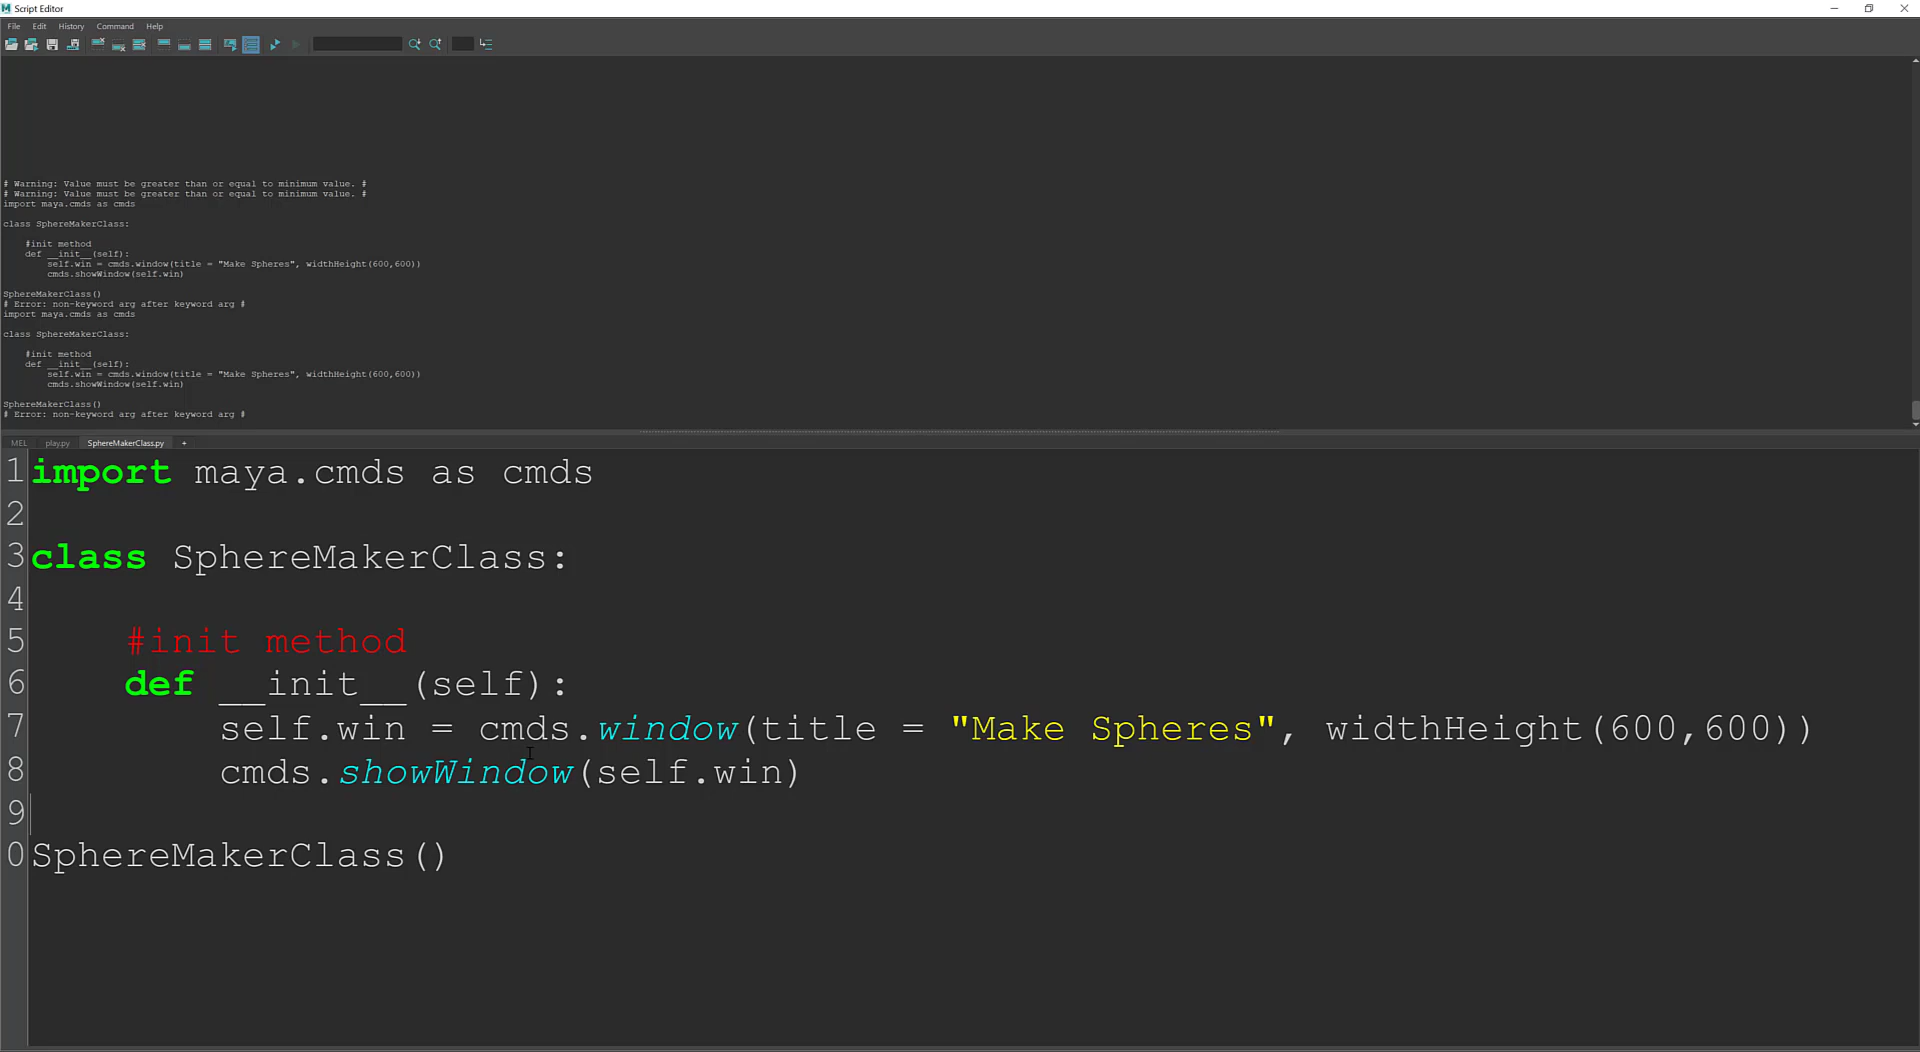 Script Editor
File Edit History Command Help
# Warning: Value must be greater than or equal to minimum value. #
# Warning: Value must be greater than or equal to minimum value. #
import maya.cmds as cmds
class SphereMakerClass:
#init method
def __init__(self):
self.win = cmds.window(title = "Make Spheres", widthHeight(600,600))
cmds.showWindow(self.win)
SphereMakerClass()
# Error: non-keyword arg after keyword arg #
import maya.cmds as cmds
class SphereMakerClass:
#init method
def __init__(self):
self.win = cmds.window(title = "Make Spheres", widthHeight(600,600))
cmds.showWindow(self.win)
SphereMakerClass()
# Error: non-keyword arg after keyword arg #
MEL play.py SphereMakerClass.py +
1 import maya.cmds as cmds
2
3 class SphereMakerClass:
4
5 #init method
6 def __init__(self):
7 self.win = cmds.window(title = "Make Spheres", widthHeight(600,600))
8 cmds.showWindow(self.win)
9
0 SphereMakerClass()